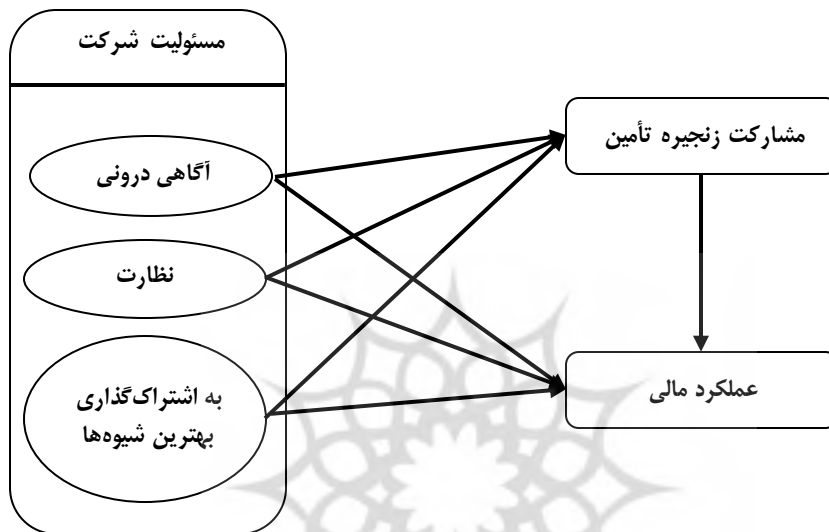 مسئولیت شرکت
آگاهی درونی
نظارت
به اشتراک‌گذاری
بهترین شیوه‌ها
مشارکت زنجیره تأمین
عملکرد مالی